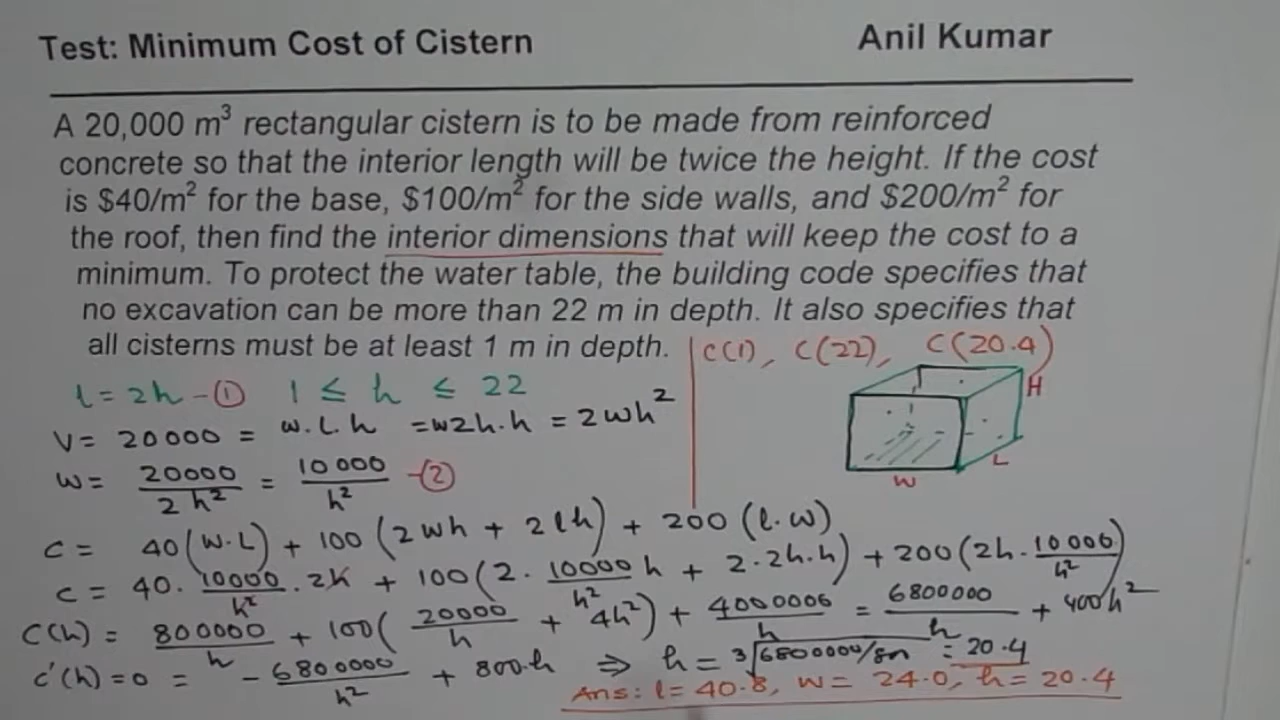 Test: Minimum Cost of Cistern Anil Kumar
A 20,000 m³ rectangular cistern is to be made from reinforced
concrete so that the interior length will be twice the height. If the cost
is $40/m² for the base, $100/m² for the side walls, and $200/m² for
the roof, then find the interior dimensions that will keep the cost to a
minimum. To protect the water table, the building code specifies that
no excavation can be more than 22 m in depth. It also specifies that
all cisterns must be at least 1 m in depth. C(1), C(22), C(20.4)
l = 2h - ① 1 ≤ h ≤ 22
H
V = 20000 = w.L.h = w2h.h = 2wh²
L
W
w = 20000/2h² = 10000/h² - ②
C = 40(W.L) + 100(2wh + 2lh) + 200(l.w)
C = 40. 10000/h² .2h + 100(2. 10000/h² h + 2.2h.h) + 200(2h. 10000/h²)
C(h) = 800000/h + 100(20000/h + 4h²) + 4000000/h = 6800000/h + 400h²
C'(h) = 0 = - 6800000/h² + 800.h ⇒ h = ³√6800000/800 = 20.4
Ans: l = 40.8, w = 24.0, h = 20.4